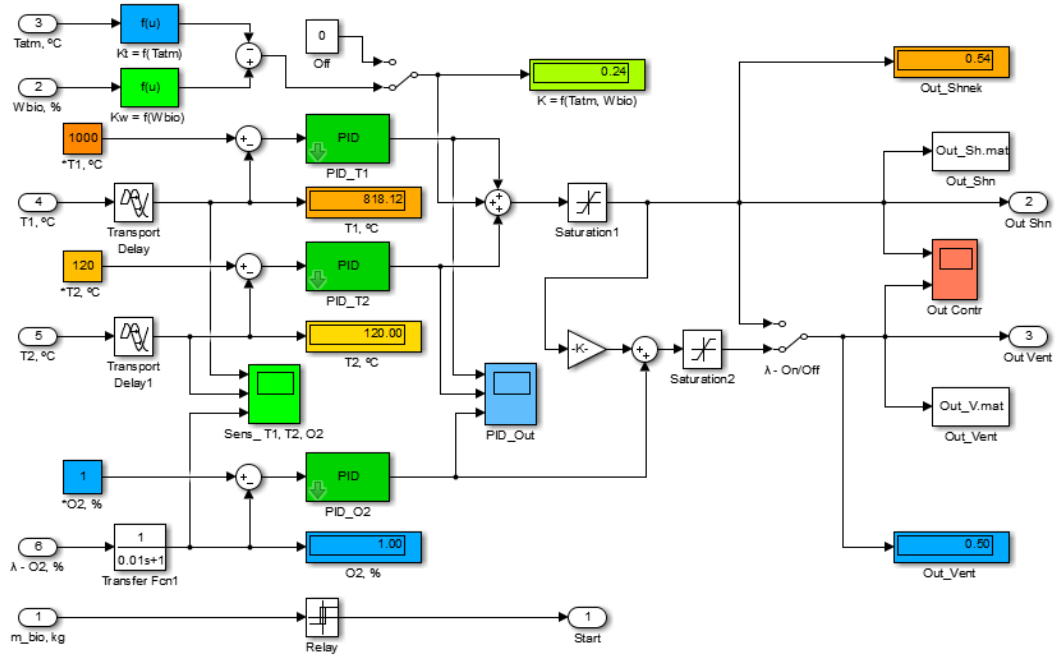 3
Tatm, ºC
f(u)
Kt = f(Tatm)
2
Wbio, %
f(u)
Kw = f(Wbio)
0
Off
0.24
K = f(Tatm, Wbio)
0.54
Out_Shnek
1000
*T1, ºC
PID
PID_T1
4
T1, ºC
Transport
Delay
818.12
T1, ºC
Saturation1
Out_Sh.mat
Out_Shn
2
Out Shn
120
*T2, ºC
PID
PID_T2
Out Contr
5
T2, ºC
Transport
Delay1
120.00
T2, ºC
-K-
Saturation2
λ - On/Off
3
Out Vent
Sens_ T1, T2, O2
PID_Out
Out_V.mat
Out_Vent
1
*O2, %
PID
PID_O2
6
λ - O2, %
1
0.01s+1
Transfer Fcn1
1.00
O2, %
0.50
Out_Vent
1
m_bio, kg
Relay
1
Start